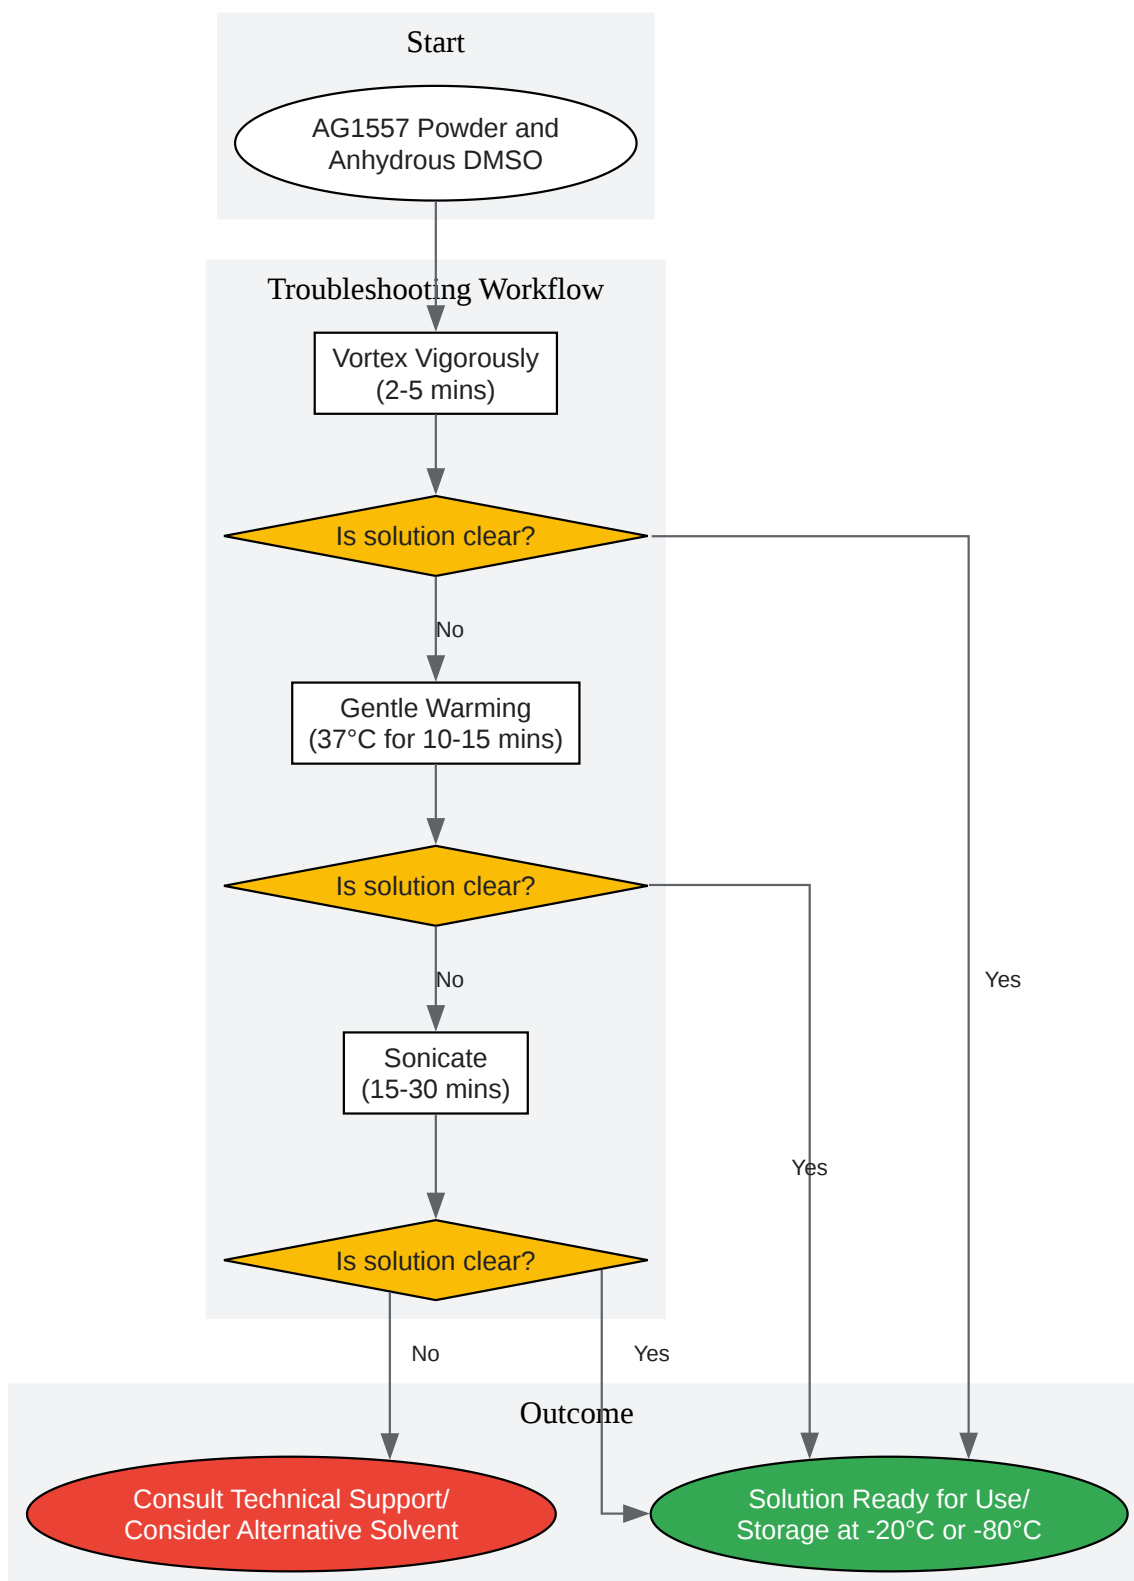 Start
AG1557 Powder and
Anhydrous DMSO
Troubleshooting Workflow
Vortex Vigorously
(2-5 mins)
Is solution clear?
No
Gentle Warming
(37°C for 10-15 mins)
Is solution clear?
No
Yes
Sonicate
(15-30 mins)
Yes
Is solution clear?
No
Yes
Outcome
Consult Technical Support/
Consider Alternative Solvent
Solution Ready for Use/
Storage at -20°C or -80°C